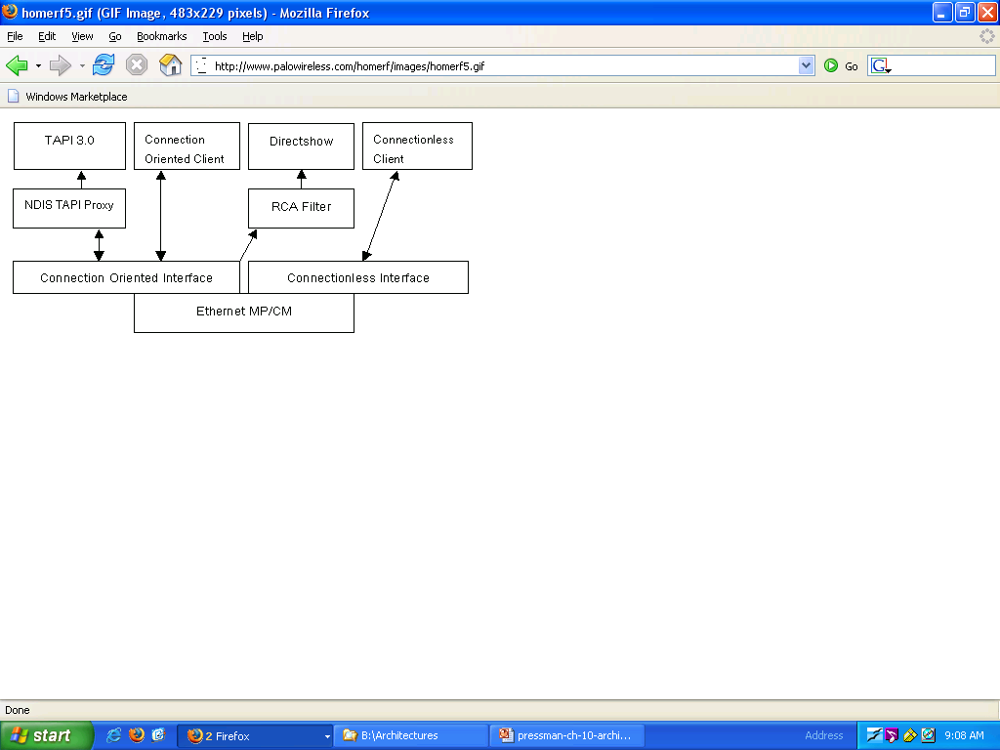 homerf5.gif (GIF Image, 483x229 pixels) - Mozilla Firefox
File Edit View Go Bookmarks Tools Help
http://www.palowireless.com/homerf/images/homerf5.gif Go G
Windows Marketplace
TAPI 3.0
Connection
Oriented Client
Directshow
Connectionless
Client
NDIS TAPI Proxy
RCA Filter
Connection Oriented Interface
Connectionless Interface
Ethernet MP/CM
Done
start 2 Firefox B:\Architectures pressman-ch-10-archi... Address 9:08 AM